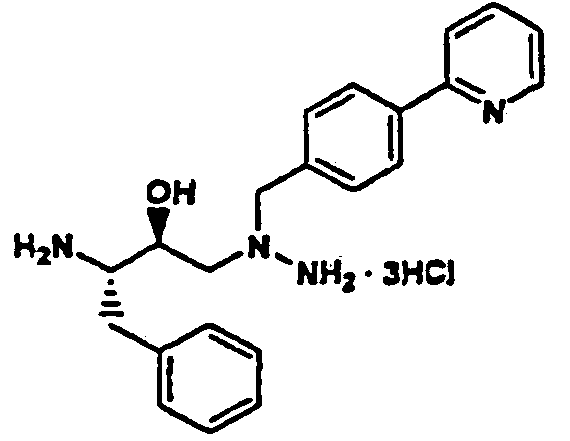 N
OH
H₂N
N
NH₂ · 3HCl